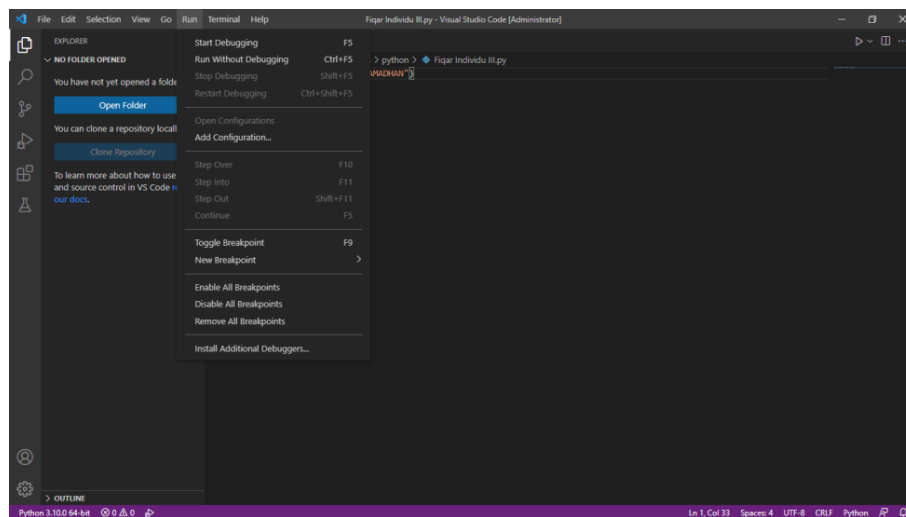 File Edit Selection View Go Run Terminal Help Fiqar Individu III.py - Visual Studio Code [Administrator]
EXPLORER
NO FOLDER OPENED
You have not yet opened a folde
Open Folder
You can clone a repository locall
Clone Repository
To learn more about how to use
and source control in VS Code r
our docs.
OUTLINE
Start Debugging F5
Run Without Debugging Ctrl+F5
Stop Debugging Shift+F5
Restart Debugging Ctrl+Shift+F5
Open Configurations
Add Configuration...
Step Over F10
Step Into F11
Step Out Shift+F11
Continue F5
Toggle Breakpoint F9
New Breakpoint >
Enable All Breakpoints
Disable All Breakpoints
Remove All Breakpoints
Install Additional Debuggers...
> python > Fiqar Individu III.py
AMADHAN")
Python 3.10.0 64-bit 0 0 Ln 1, Col 33 Spaces: 4 UTF-8 CRLF Python